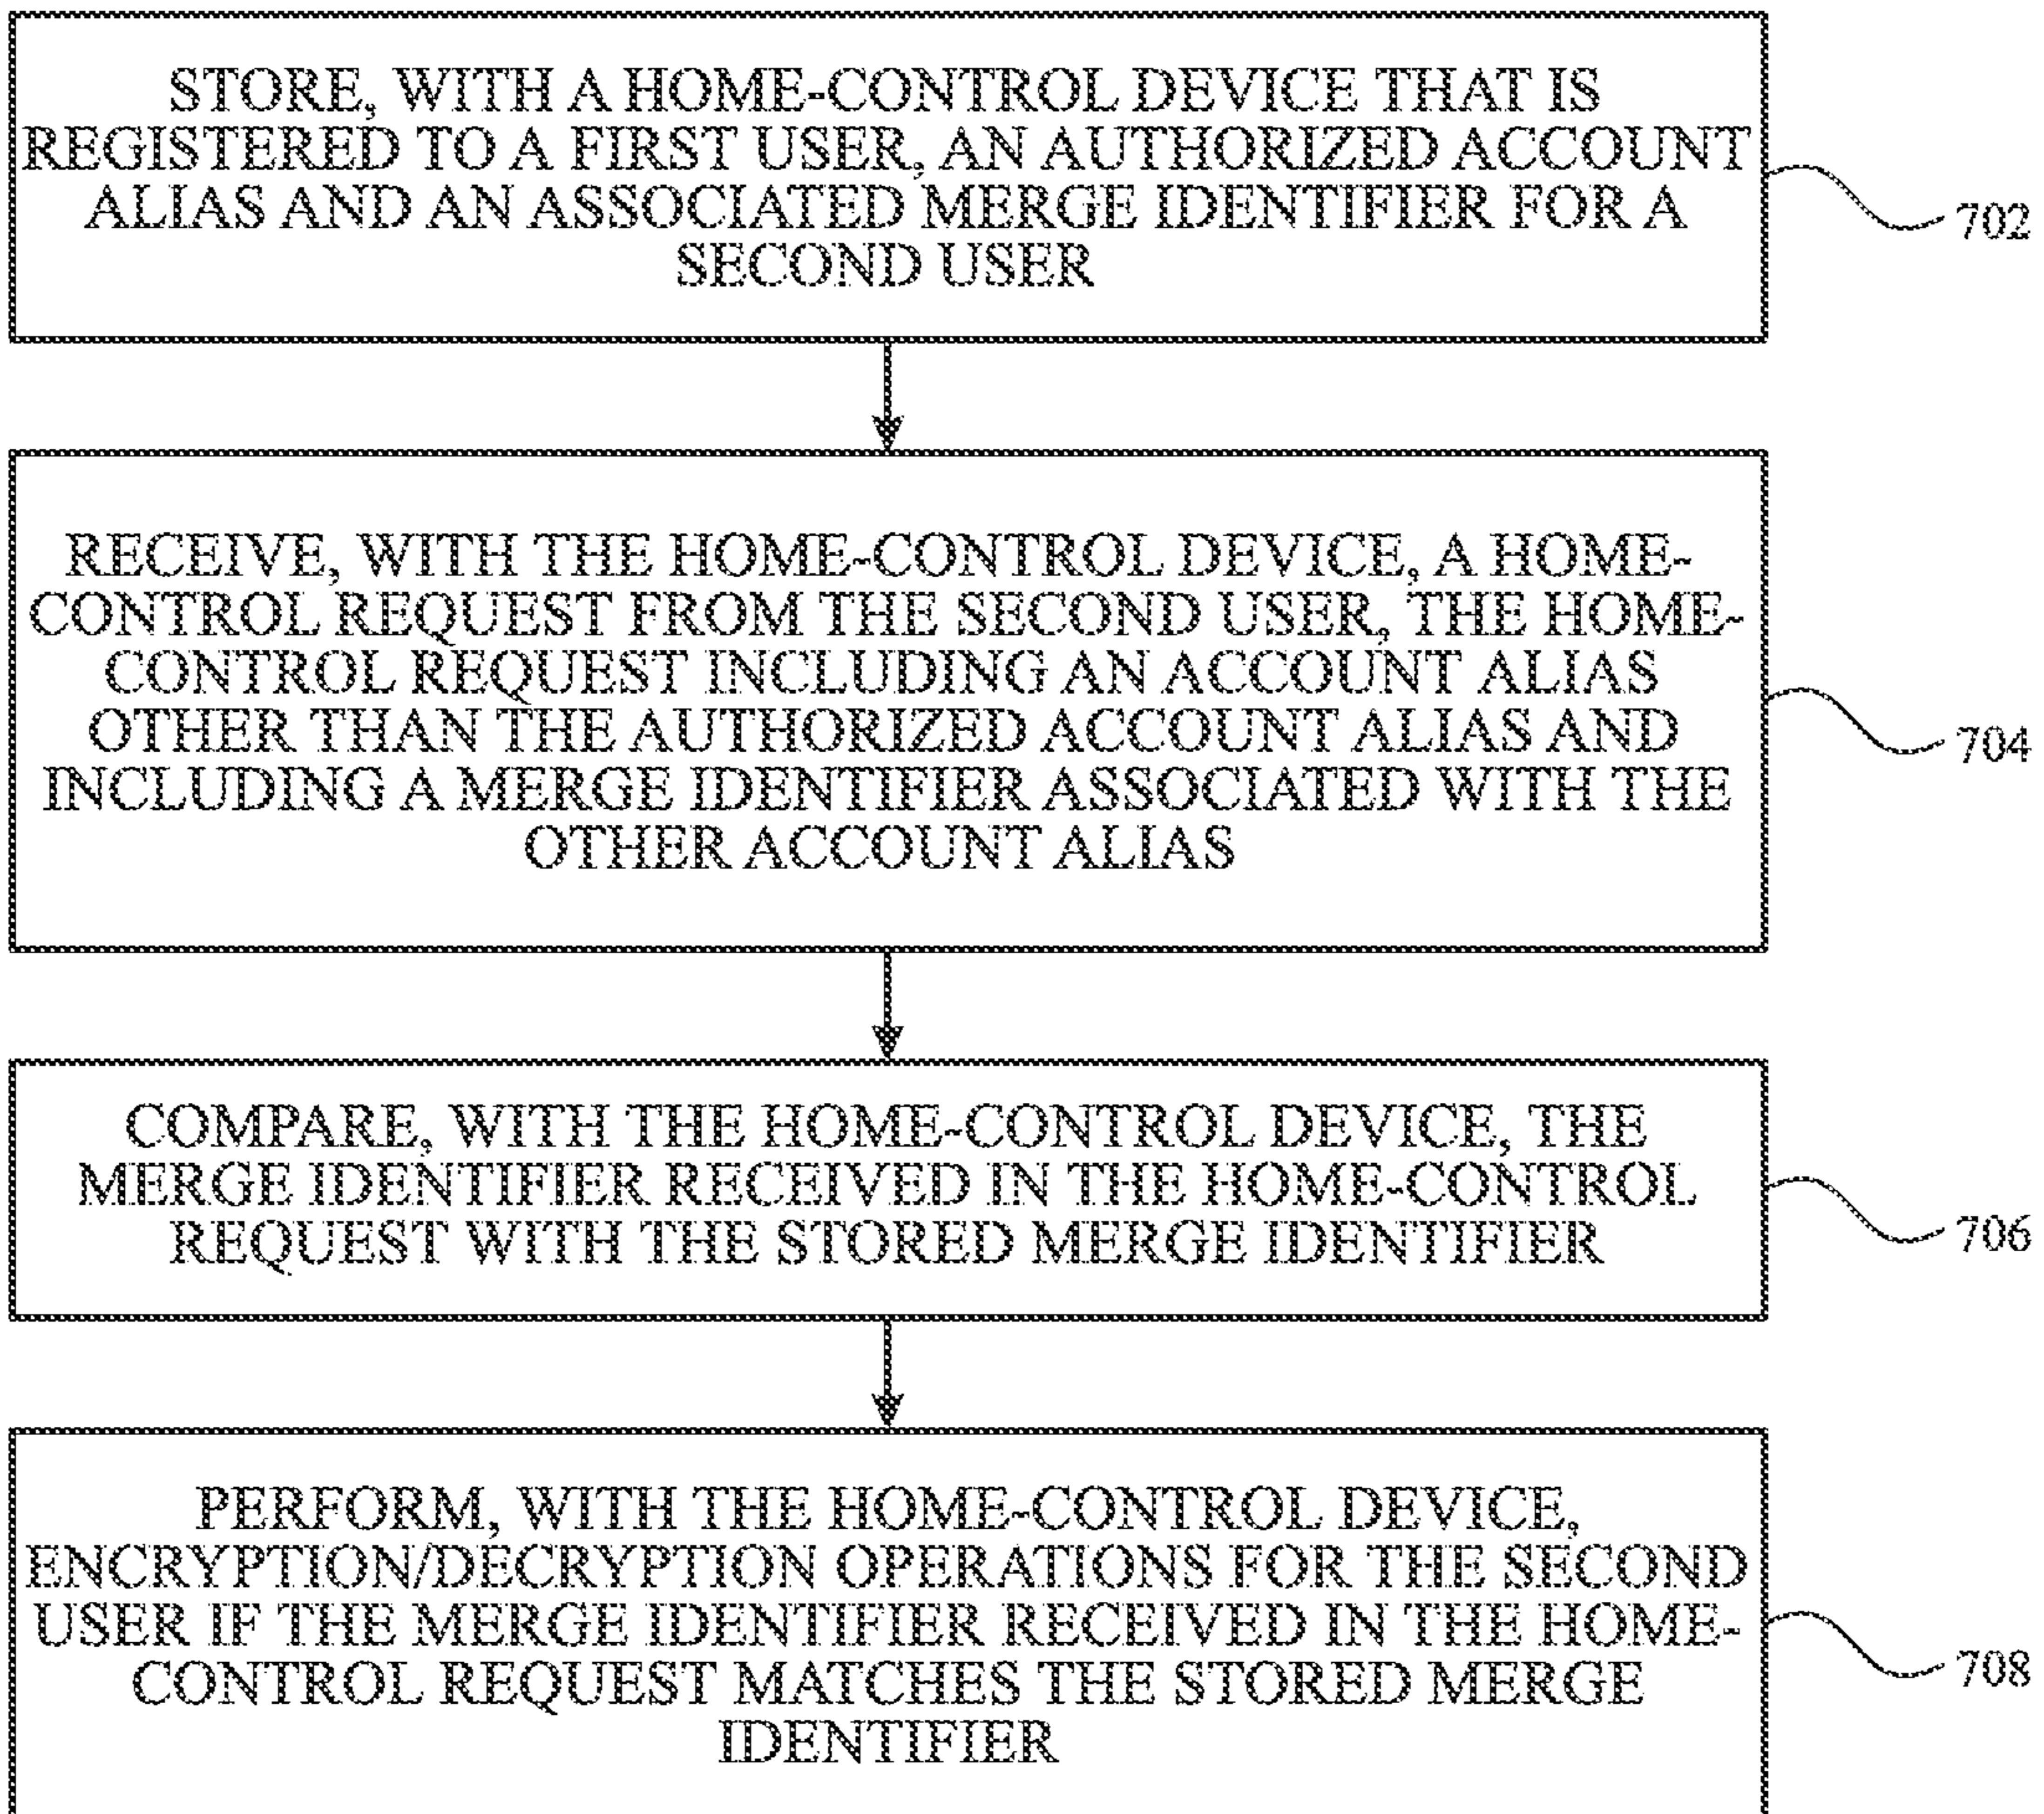 STORE, WITH A HOME-CONTROL DEVICE THAT IS
REGISTERED TO A FIRST USER, AN AUTHORIZED ACCOUNT
ALIAS AND AN ASSOCIATED MERGE IDENTIFIER FOR A
SECOND USER
702
RECEIVE, WITH THE HOME-CONTROL DEVICE, A HOME-
CONTROL REQUEST FROM THE SECOND USER, THE HOME-
CONTROL REQUEST INCLUDING AN ACCOUNT ALIAS
OTHER THAN THE AUTHORIZED ACCOUNT ALIAS AND
INCLUDING A MERGE IDENTIFIER ASSOCIATED WITH THE
OTHER ACCOUNT ALIAS
704
COMPARE, WITH THE HOME-CONTROL DEVICE, THE
MERGE IDENTIFIER RECEIVED IN THE HOME-CONTROL
REQUEST WITH THE STORED MERGE IDENTIFIER
706
PERFORM, WITH THE HOME-CONTROL DEVICE,
ENCRYPTION/DECRYPTION OPERATIONS FOR THE SECOND
USER IF THE MERGE IDENTIFIER RECEIVED IN THE HOME-
CONTROL REQUEST MATCHES THE STORED MERGE
IDENTIFIER
708